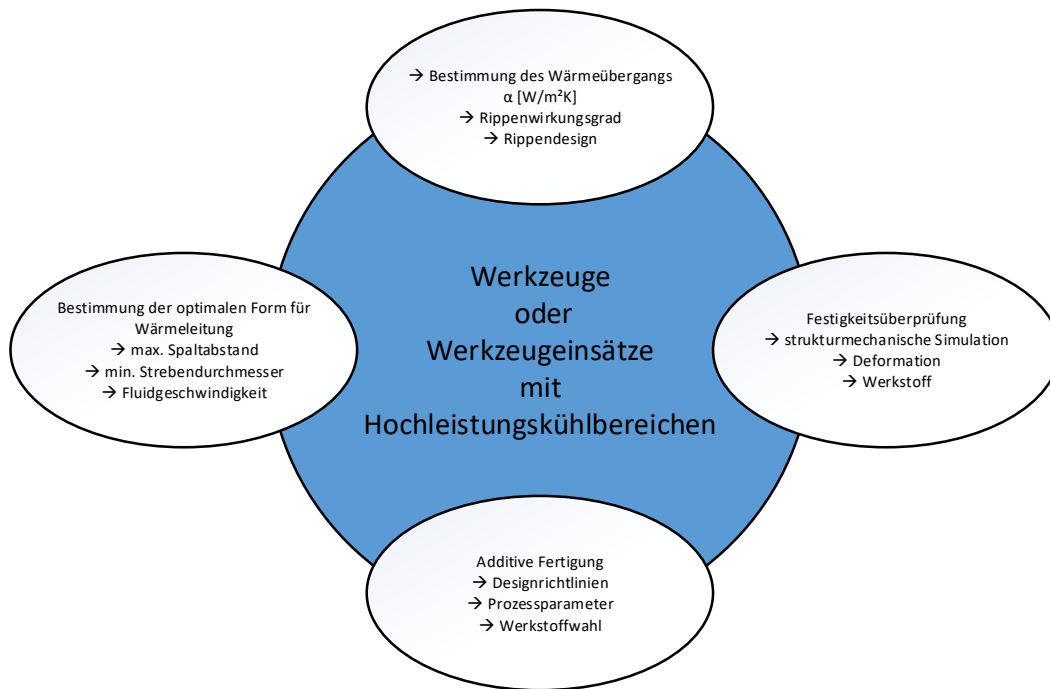 → Bestimmung des Wärmeübergangs
α [W/m²K]
→ Rippenwirkungsgrad
→ Rippendesign
Bestimmung der optimalen Form für
Wärmeleitung
→ max. Spaltabstand
→ min. Strebendurchmesser
→ Fluidgeschwindigkeit
Werkzeuge
oder
Werkzeugeinsätze
mit
Hochleistungskühlbereichen
Festigkeitsüberprüfung
→ strukturmechanische Simulation
→ Deformation
→ Werkstoff
Additive Fertigung
→ Designrichtlinien
→ Prozessparameter
→ Werkstoffwahl